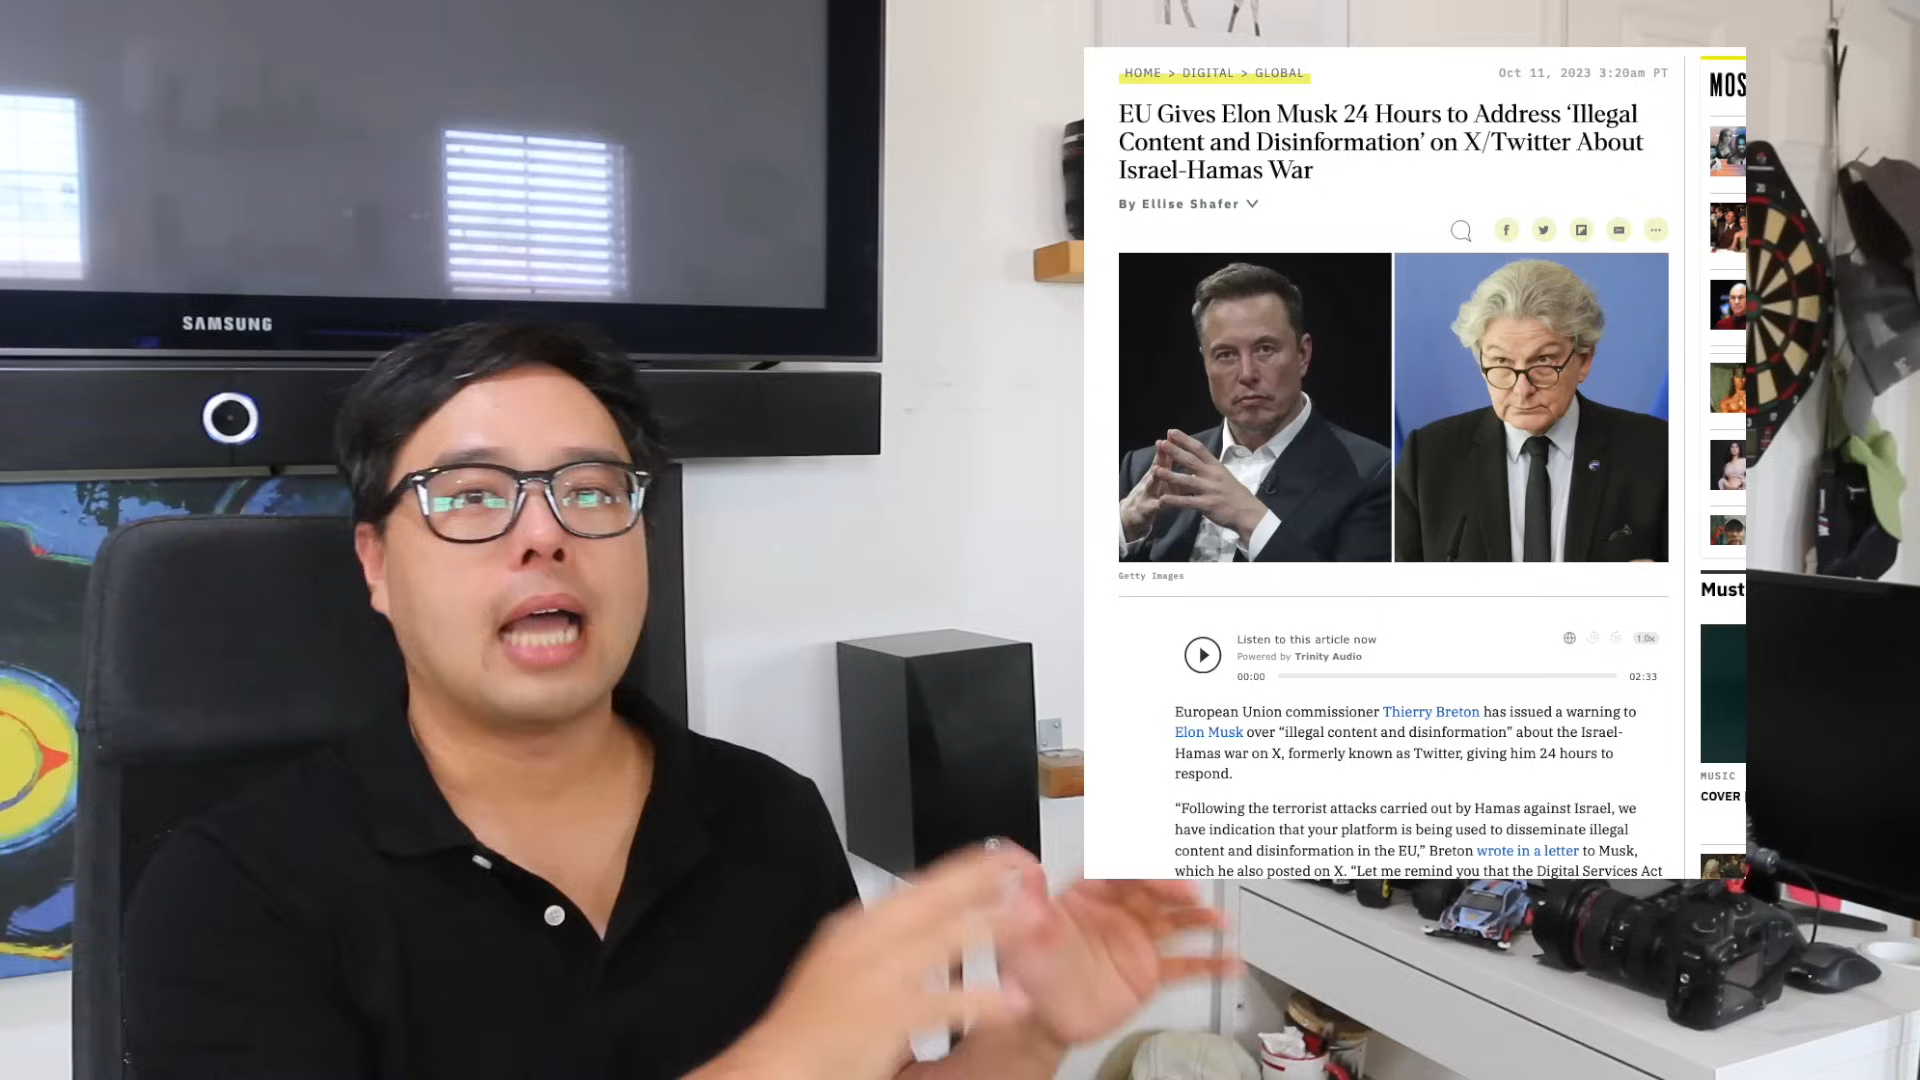 SAMSUNG
HOME > DIGITAL > GLOBAL
Oct 11, 2023 3:20am PT
EU Gives Elon Musk 24 Hours to Address ‘Illegal
Content and Disinformation’ on X/Twitter About
Israel-Hamas War
By Ellise Shafer
Getty Images
Listen to this article now
1.0x
Powered by Trinity Audio
00:00
02:33
European Union commissioner Thierry Breton has issued a warning to
Elon Musk over “illegal content and disinformation” about the Israel-
Hamas war on X, formerly known as Twitter, giving him 24 hours to
respond.
“Following the terrorist attacks carried out by Hamas against Israel, we
have indication that your platform is being used to disseminate illegal
content and disinformation in the EU,” Breton wrote in a letter to Musk,
which he also posted on X. “Let me remind you that the Digital Services Act
MOS
Must
MUSIC
COVER